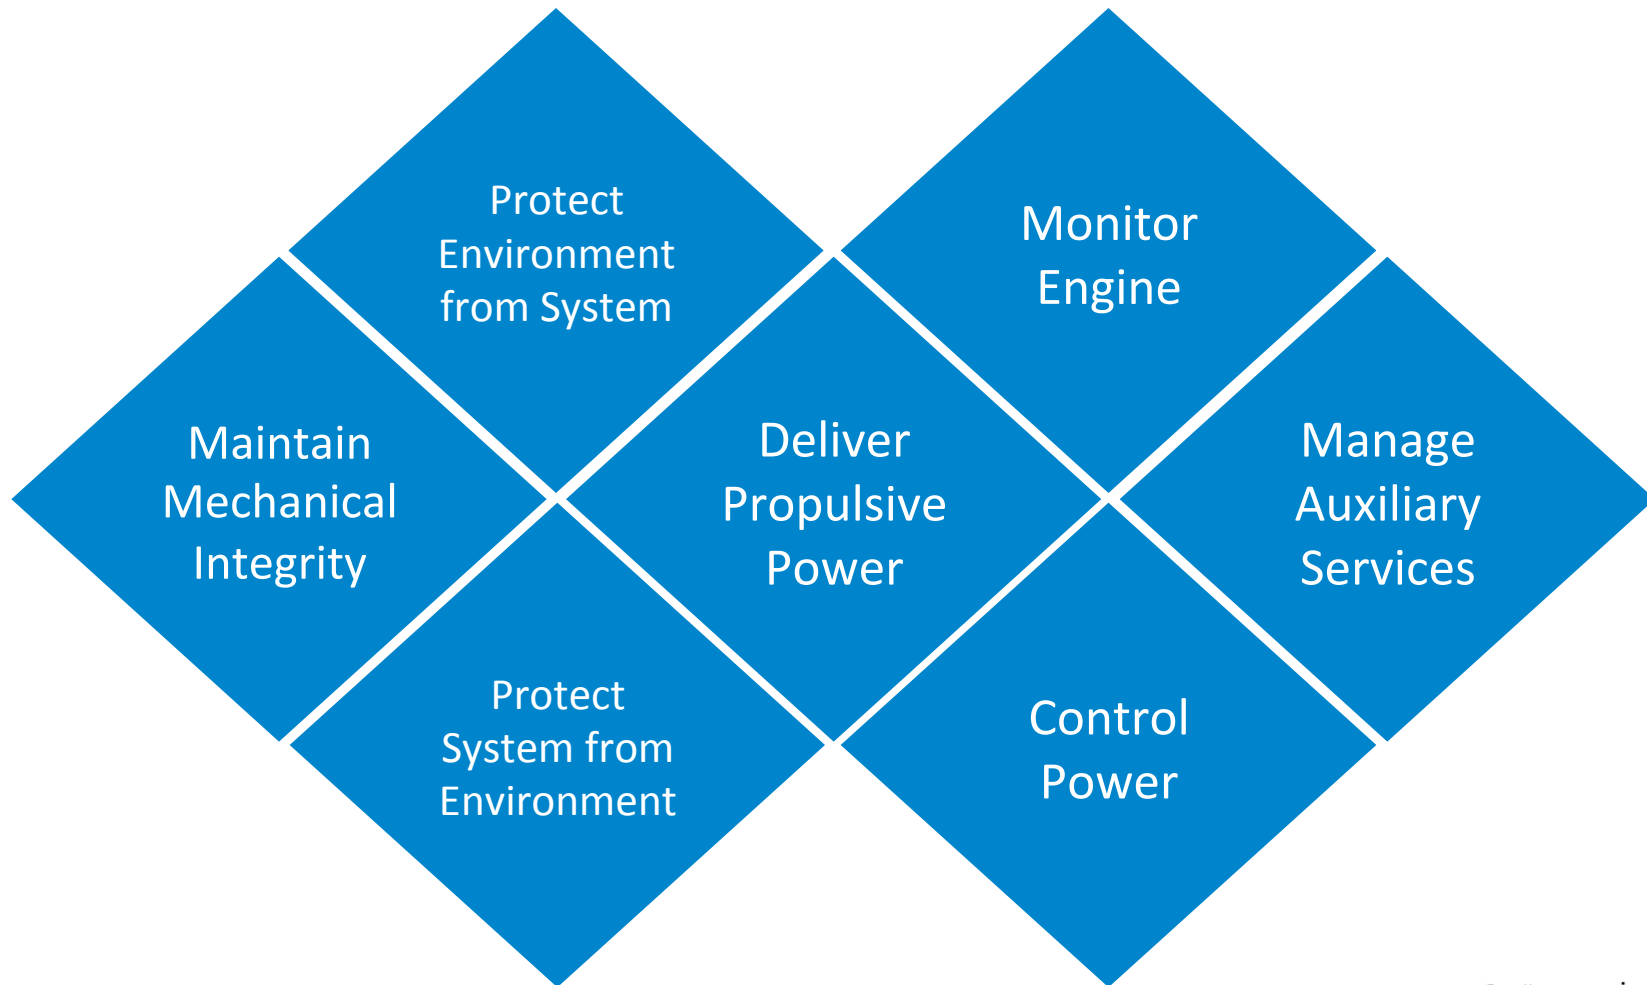 Protect
Environment
from System
Monitor
Engine
Maintain
Mechanical
Integrity
Deliver
Propulsive
Power
Manage
Auxiliary
Services
Protect
System from
Environment
Control
Power